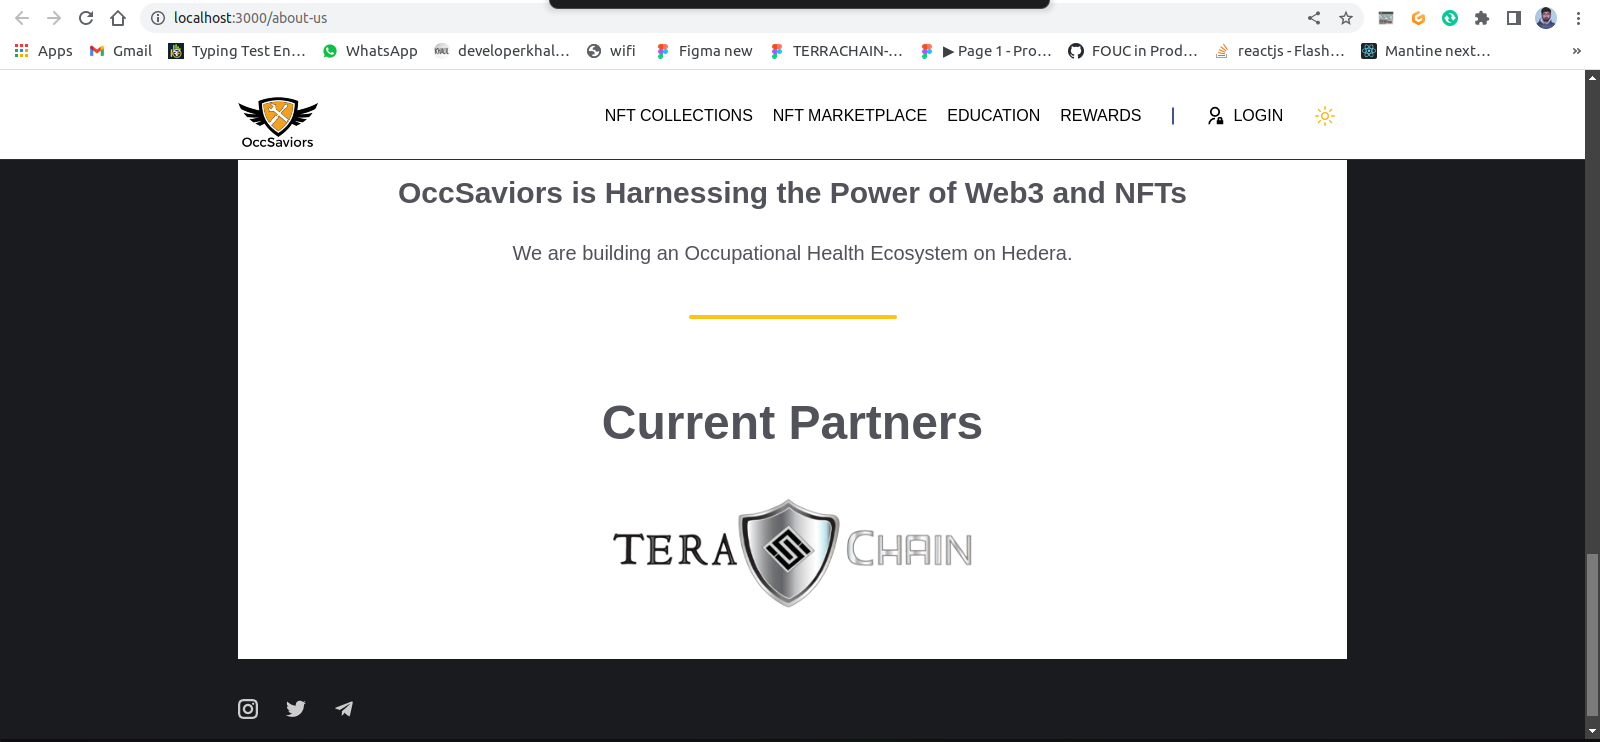 localhost:3000/about-us
Apps Gmail Typing Test En… WhatsApp developerkhal… wifi Figma new TERRACHAIN-… ▶ Page 1 - Pro… FOUC in Prod… reactjs - Flash… Mantine next… »
OccSaviors
NFT COLLECTIONS NFT MARKETPLACE EDUCATION REWARDS | LOGIN
OccSaviors is Harnessing the Power of Web3 and NFTs
We are building an Occupational Health Ecosystem on Hedera.
Current Partners
TERA CHAIN